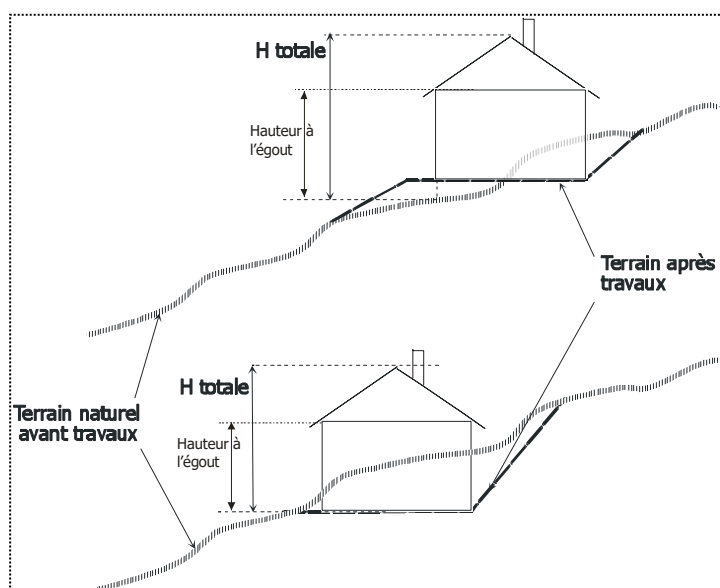 H totale
Hauteur à
l'égout
Terrain après
travaux
H totale
Terrain naturel
avant travaux
Hauteur à
l'égout